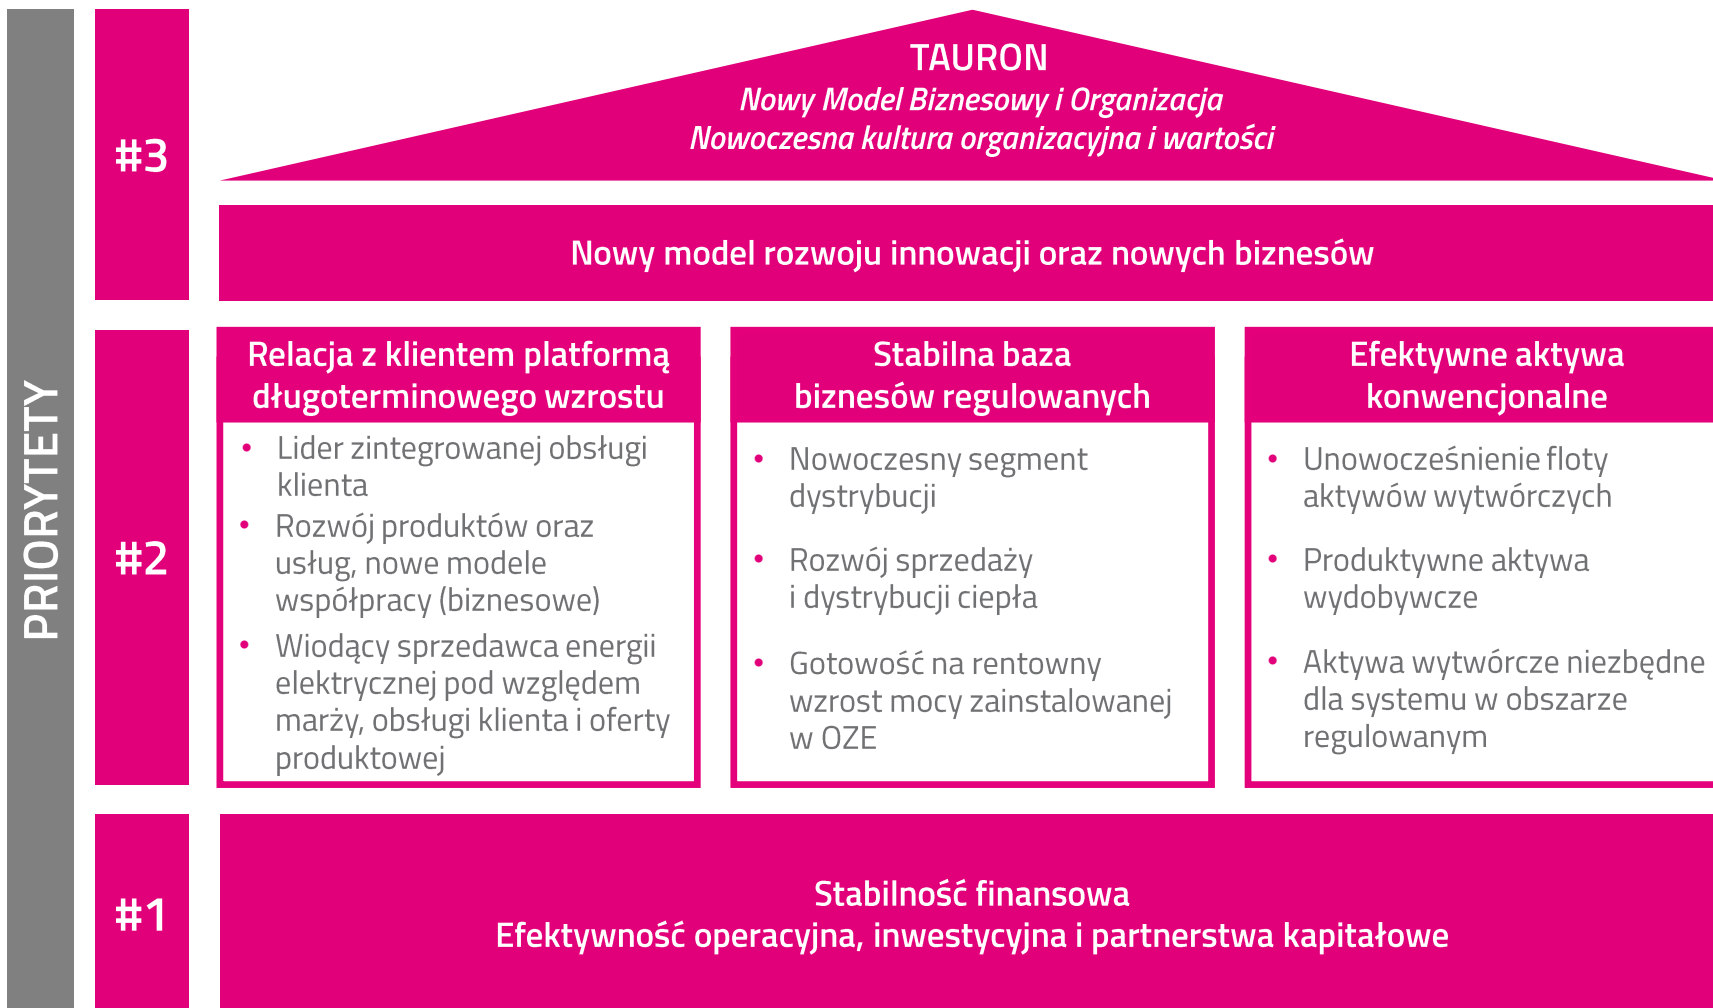 PRIORYTETY
#3
TAURON
Nowy Model Biznesowy i Organizacja
Nowoczesna kultura organizacyjna i wartości
Nowy model rozwoju innowacji oraz nowych biznesów
#2
Relacja z klientem platformą
długoterminowego wzrostu
• Lider zintegrowanej obsługi
klienta
• Rozwój produktów oraz
usług, nowe modele
współpracy (biznesowe)
• Wiodący sprzedawca energii
elektrycznej pod względem
marży, obsługi klienta i oferty
produktowej
Stabilna baza
biznesów regulowanych
• Nowoczesny segment
dystrybucji
• Rozwój sprzedaży
i dystrybucji ciepła
• Gotowość na rentowny
wzrost mocy zainstalowanej
w OZE
Efektywne aktywa
konwencjonalne
• Unowocześnienie floty
aktywów wytwórczych
• Produktywne aktywa
wydobywcze
• Aktywa wytwórcze niezbędne
dla systemu w obszarze
regulowanym
#1
Stabilność finansowa
Efektywność operacyjna, inwestycyjna i partnerstwa kapitałowe